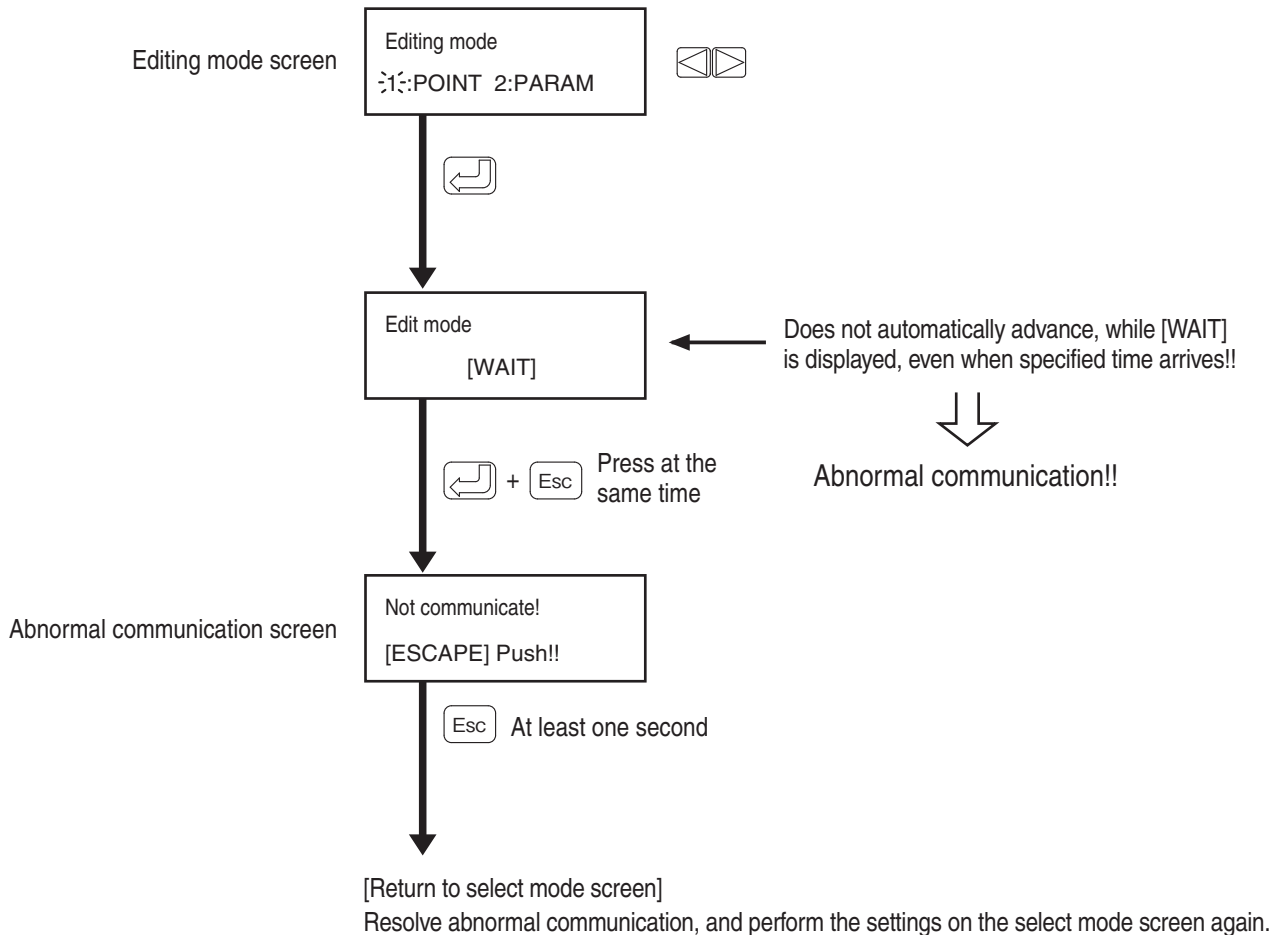 Editing mode screen
Editing mode
1:POINT 2:PARAM
Edit mode
[WAIT]
Does not automatically advance, while [WAIT]
is displayed, even when specified time arrives!!
Abnormal communication!!
+ Esc
Press at the
same time
Abnormal communication screen
Not communicate!
[ESCAPE] Push!!
Esc At least one second
[Return to select mode screen]
Resolve abnormal communication, and perform the settings on the select mode screen again.